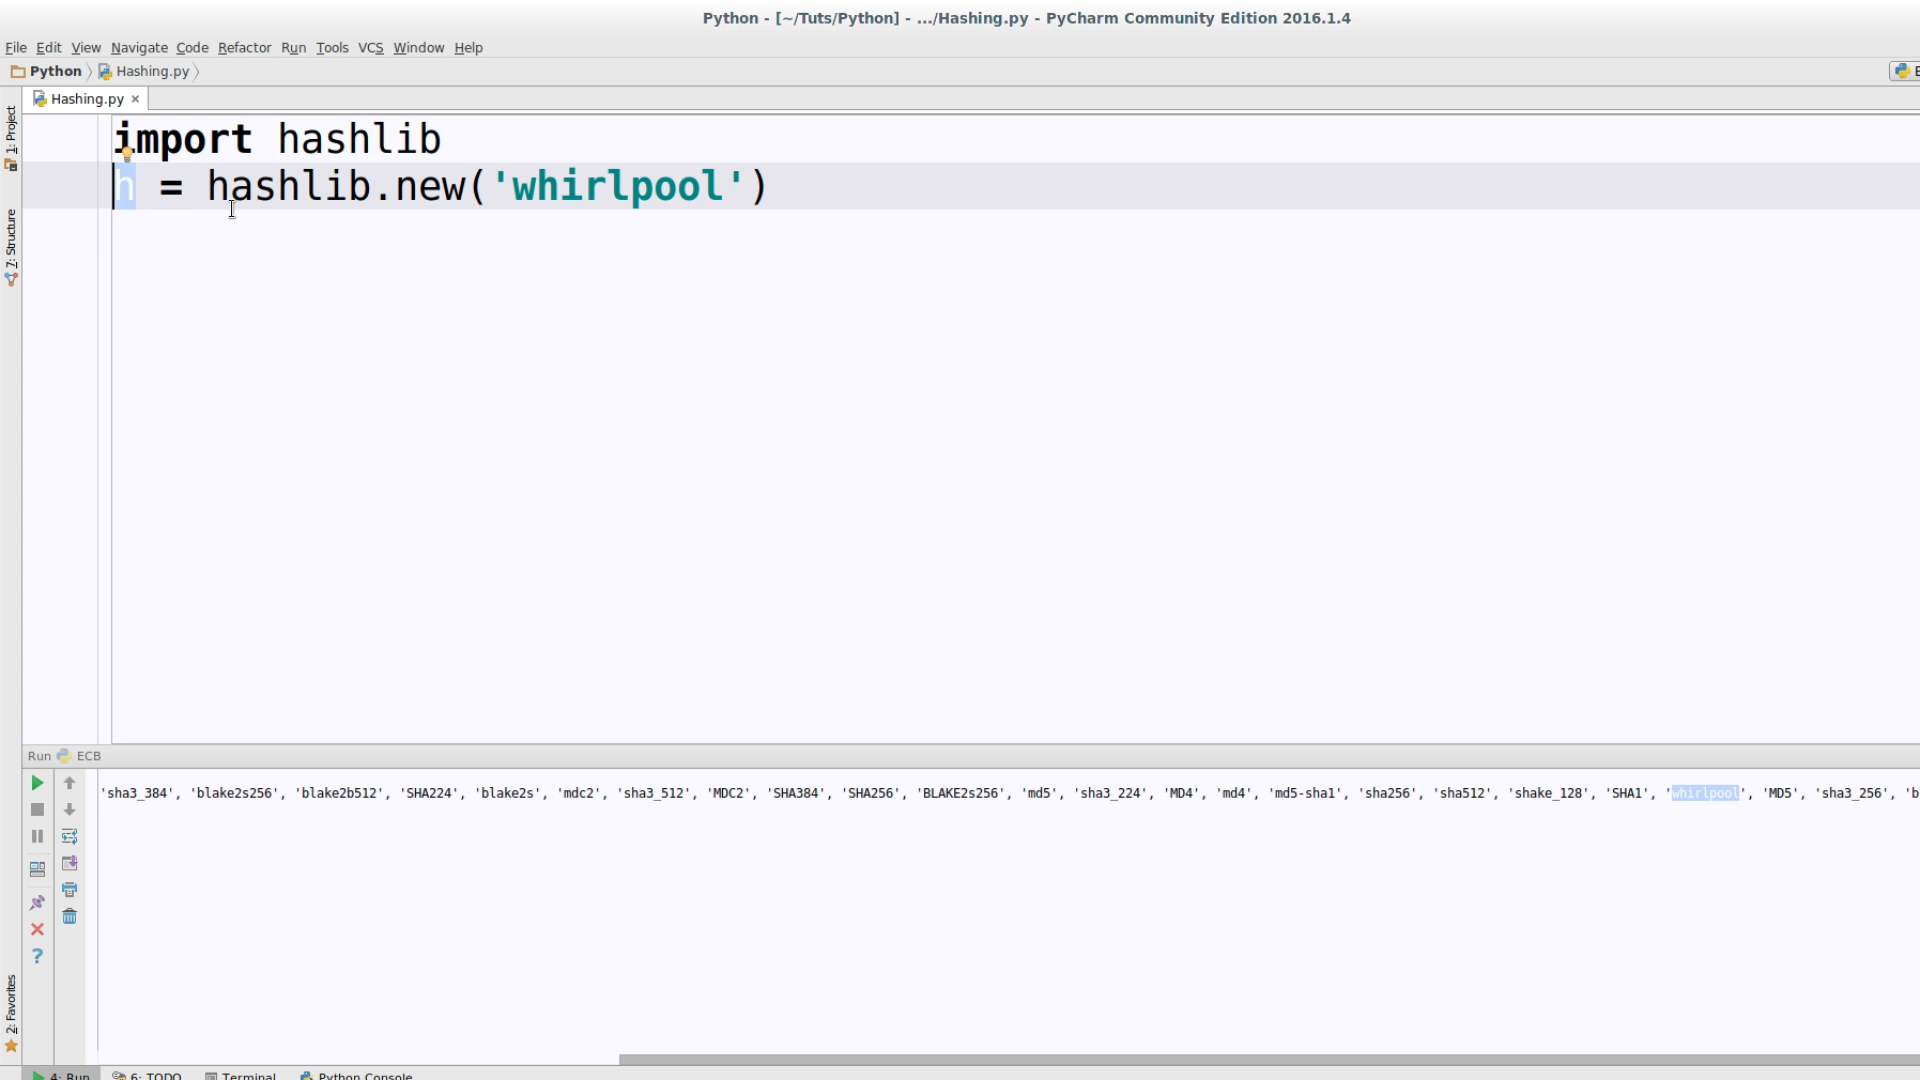 Python - [~/Tuts/Python] - .../Hashing.py - PyCharm Community Edition 2016.1.4
File Edit View Navigate Code Refactor Run Tools VCS Window Help
Python Hashing.py E
Hashing.py ×
1: Project
7: Structure
2: Favorites
import hashlib
h = hashlib.new('whirlpool')
Run ECB
'sha3_384', 'blake2s256', 'blake2b512', 'SHA224', 'blake2s', 'mdc2', 'sha3_512', 'MDC2', 'SHA384', 'SHA256', 'BLAKE2s256', 'md5', 'sha3_224', 'MD4', 'md4', 'md5-sha1', 'sha256', 'sha512', 'shake_128', 'SHA1', 'whirlpool', 'MD5', 'sha3_256', 'b
4: Run 6: TODO Terminal Python Console